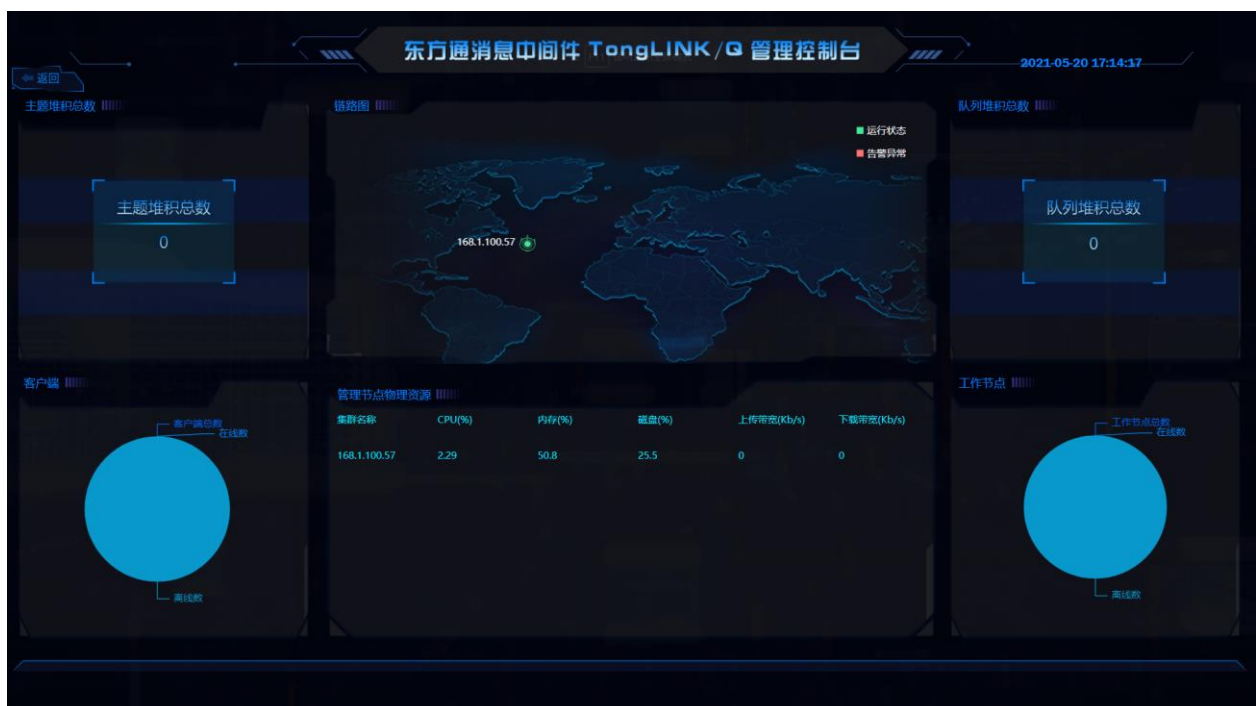 东方通消息中间件 TongLINK/Q 管理控制台
2021-05-20 17:14:17
返回
主题堆积总数
主题堆积总数
0
链路图
运行状态
告警异常
168.1.100.57
队列堆积总数
队列堆积总数
0
客户端
客户端总数
在线数
离线数
管理节点物理资源
集群名称 CPU(%) 内存(%) 磁盘(%) 上传带宽(Kb/s) 下载带宽(Kb/s)
168.1.100.57 2.29 50.8 25.5 0 0
工作节点
工作节点总数
在线数
离线数